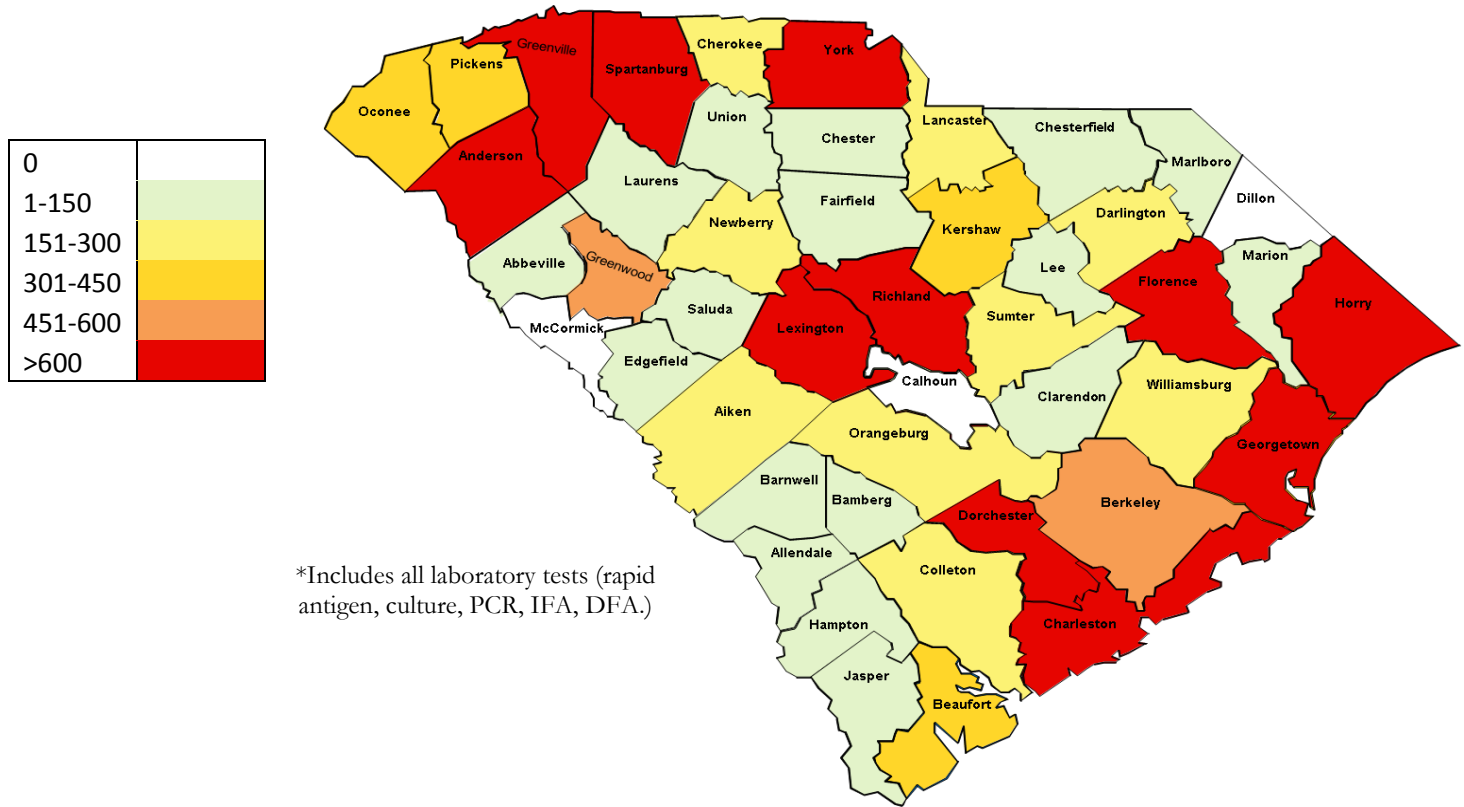 Greenville
Cherokee
York
Pickens
Spartanburg
Oconee
Union
Lancaster
Chesterfield
Chester
Anderson
Marlboro
Laurens
Dillon
Fairfield
Darlington
Newberry
Kershaw
Marion
Abbeville
Greenwood
Lee
Florence
Richland
Horry
Saluda
Sumter
McCormick
Lexington
Edgefield
Calhoun
Williamsburg
Clarendon
Aiken
Orangeburg
Georgetown
Barnwell
Bamberg
Berkeley
Dorchester
Allendale
Colleton
Hampton
Charleston
Jasper
Beaufort
0
1-150
151-300
301-450
451-600
>600
*Includes all laboratory tests (rapid
antigen, culture, PCR, IFA, DFA.)